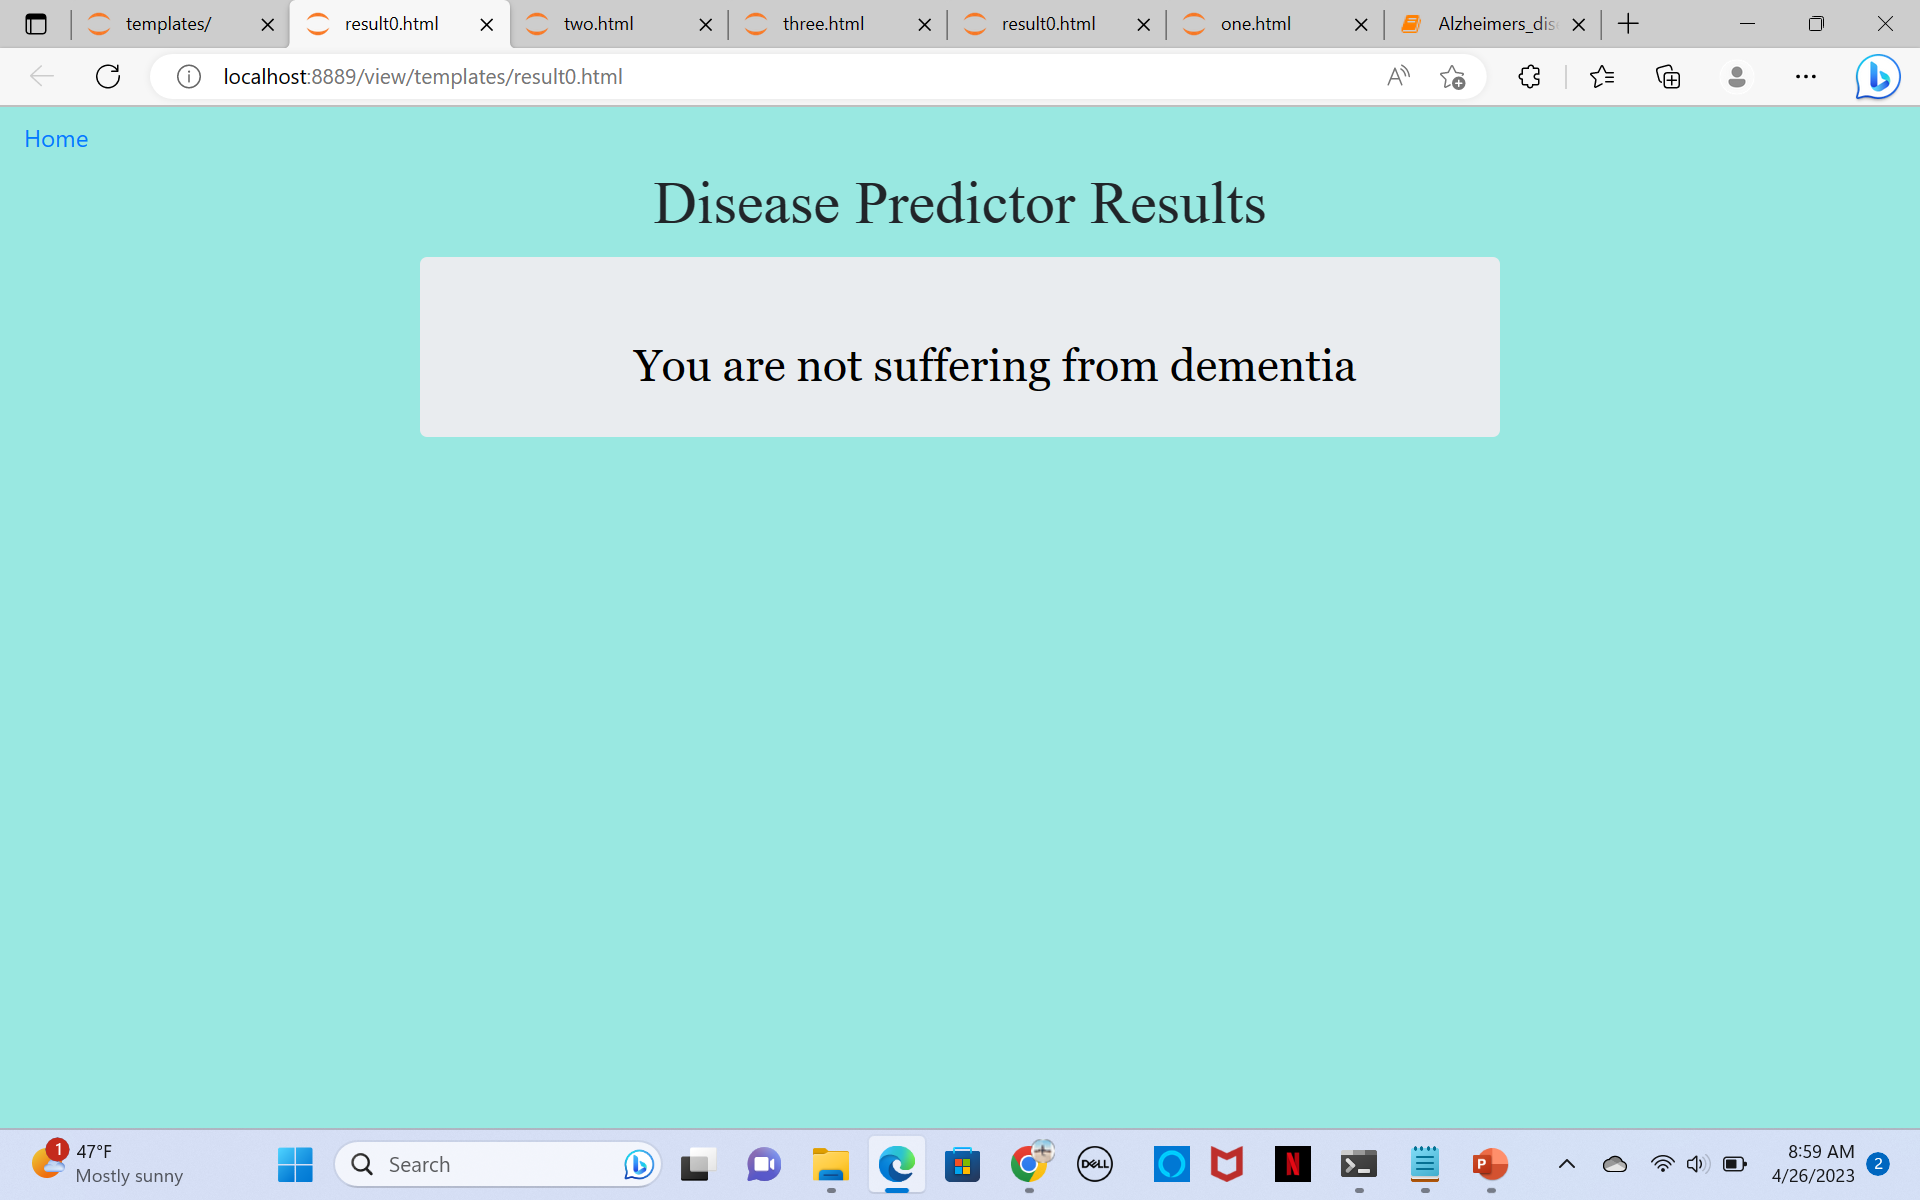 templates/
result0.html
two.html
three.html
result0.html
one.html
Alzheimers_dis
localhost:8889/view/templates/result0.html
Home
Disease Predictor Results
You are not suffering from dementia
1
47°F
Mostly sunny
Search
DELL
N
P
8:59 AM
4/26/2023
2